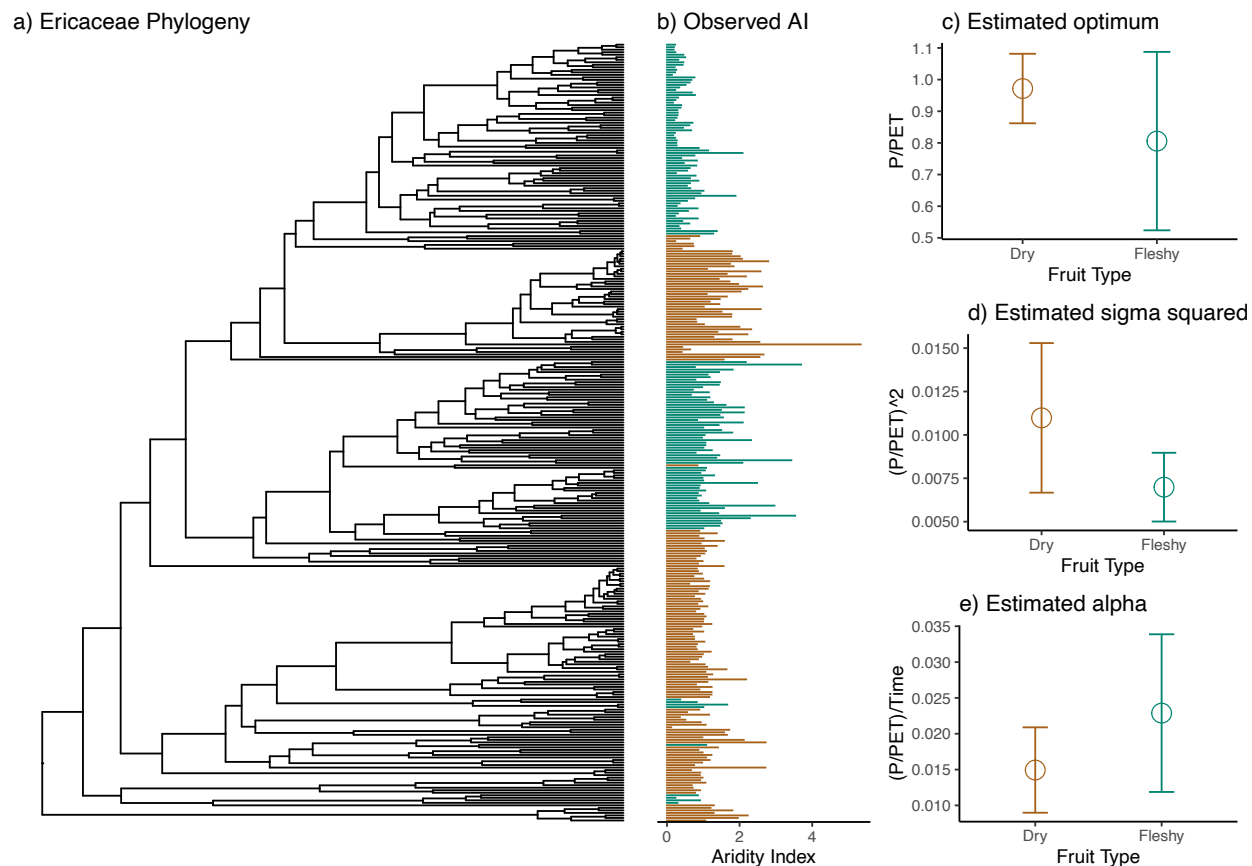 a) Ericaceae Phylogeny
b) Observed AI
0
2
4
Aridity Index
c) Estimated optimum
1.1
1.0
0.9
0.8
0.7
0.6
0.5
P/PET
Dry
Fleshy
Fruit Type
d) Estimated sigma squared
0.0150
0.0125
0.0100
0.0075
0.0050
(P/PET)^2
Dry
Fleshy
Fruit Type
e) Estimated alpha
0.035
0.030
0.025
0.020
0.015
0.010
(P/PET)/Time
Dry
Fleshy
Fruit Type